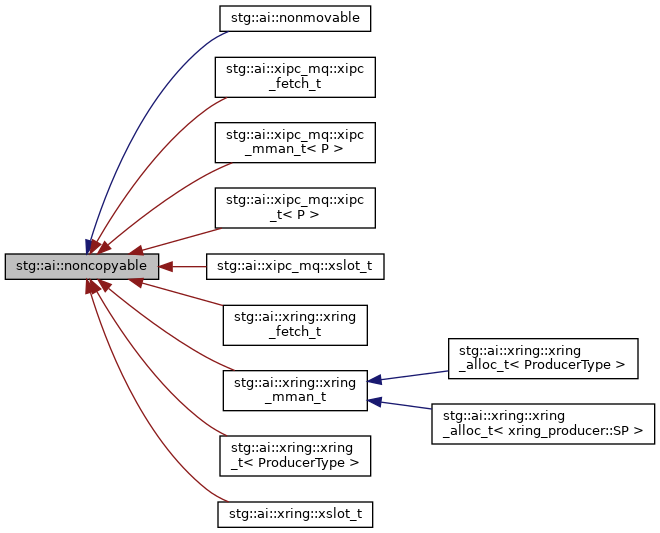 stg::ai::nonmovable
stg::ai::xipc_mq::xipc
_fetch_t
stg::ai::xipc_mq::xipc
_mman_t< P >
stg::ai::xipc_mq::xipc
_t< P >
stg::ai::noncopyable
stg::ai::xipc_mq::xslot_t
stg::ai::xring::xring
_fetch_t
stg::ai::xring::xring
_mman_t
stg::ai::xring::xring
_alloc_t< ProducerType >
stg::ai::xring::xring
_alloc_t< xring_producer::SP >
stg::ai::xring::xring
_t< ProducerType >
stg::ai::xring::xslot_t